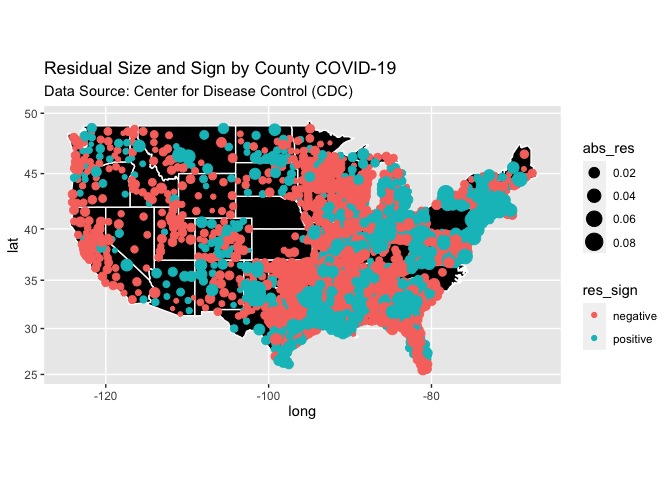 Residual Size and Sign by County COVID-19
Data Source: Center for Disease Control (CDC)
50
45
40
35
30
25
lat
-120
-100
-80
long
abs_res
0.02
0.04
0.06
0.08
res_sign
negative
positive